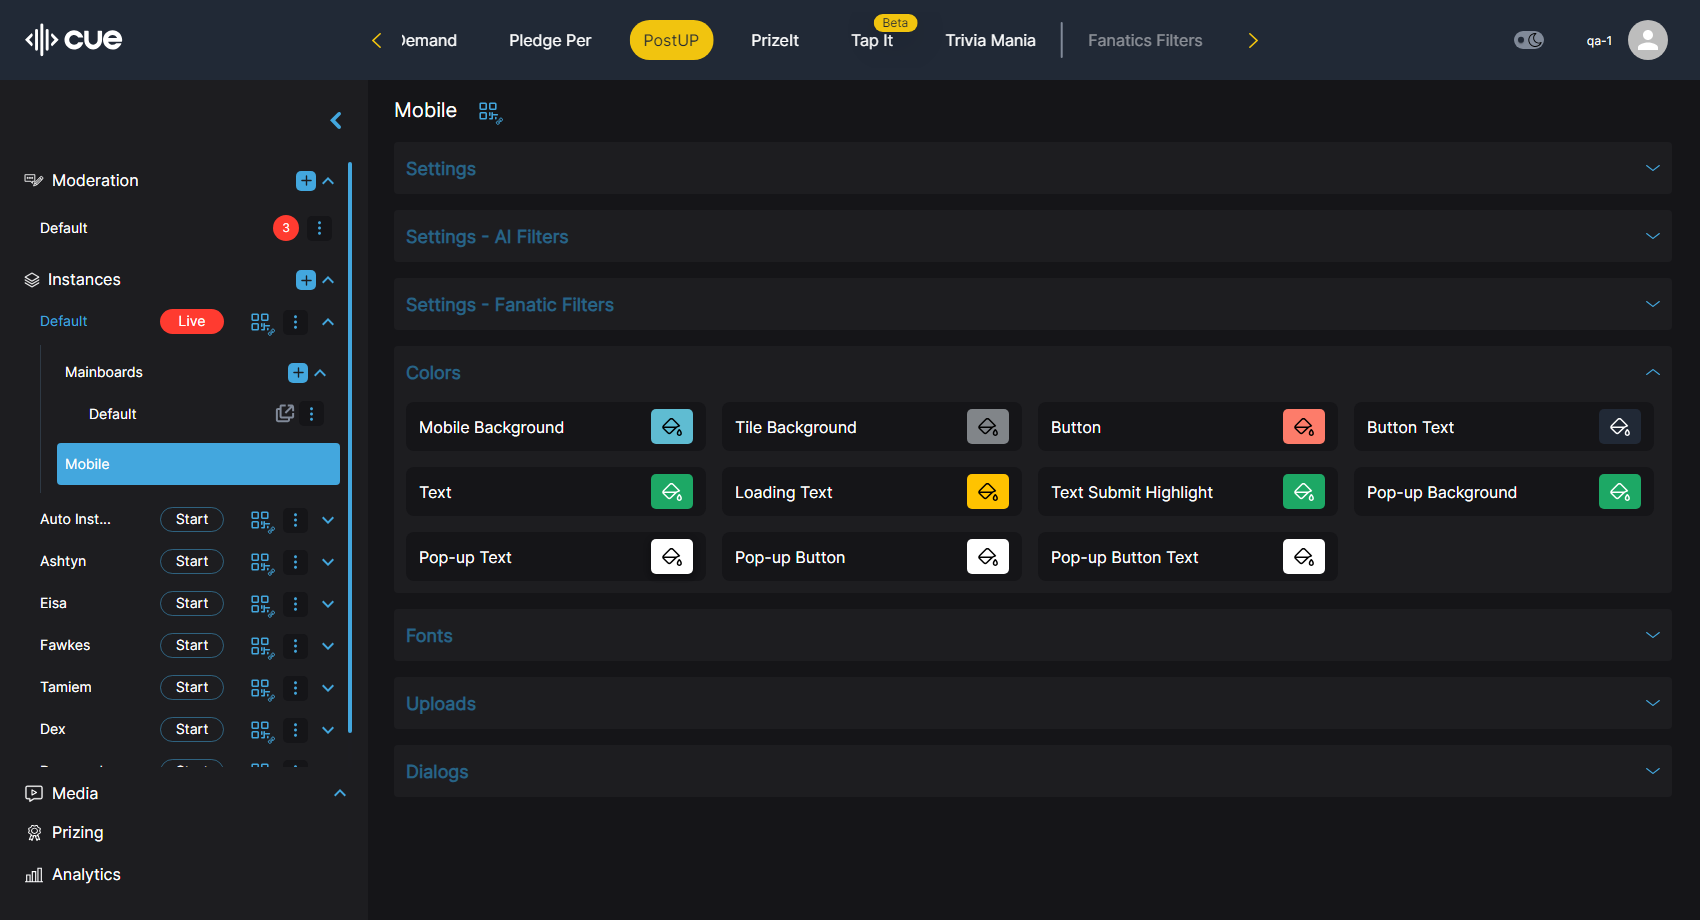 cue
Demand
Pledge Per
PostUP
PrizeIt
Beta
Tap It
Trivia Mania
Fanatics Filters
qa-1
Moderation
Default
3
Instances
Default
Live
Mainboards
Default
Mobile
Auto Inst...
Start
Ashtyn
Start
Eisa
Start
Fawkes
Start
Tamiem
Start
Dex
Start
Media
Prizing
Analytics
Mobile
Settings
Settings - AI Filters
Settings - Fanatic Filters
Colors
Mobile Background
Tile Background
Button
Button Text
Text
Loading Text
Text Submit Highlight
Pop-up Background
Pop-up Text
Pop-up Button
Pop-up Button Text
Fonts
Uploads
Dialogs